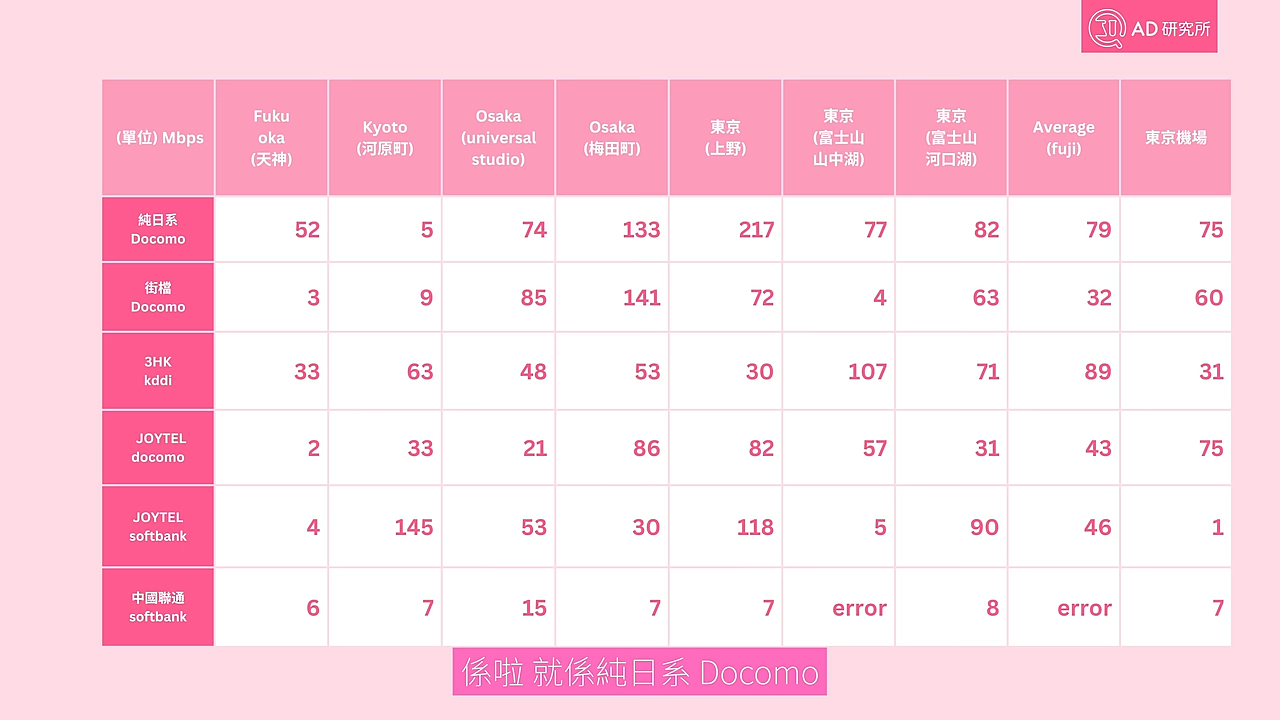 AD 研究所
(單位) Mbps
Fuku
oka
(天神)
Kyoto
(河原町)
Osaka
(universal
studio)
Osaka
(梅田町)
東京
(上野)
東京
(富士山
山中湖)
東京
(富士山
河口湖)
Average
(fuji)
東京機場
純日系
Docomo
52
5
74
133
217
77
82
79
75
街檔
Docomo
3
9
85
141
72
4
63
32
60
3HK
kddi
33
63
48
53
30
107
71
89
31
JOYTEL
docomo
2
33
21
86
82
57
31
43
75
JOYTEL
softbank
4
145
53
30
118
5
90
46
1
中國聯通
softbank
6
7
15
7
7
error
8
error
7
係啦 就係純日系 Docomo